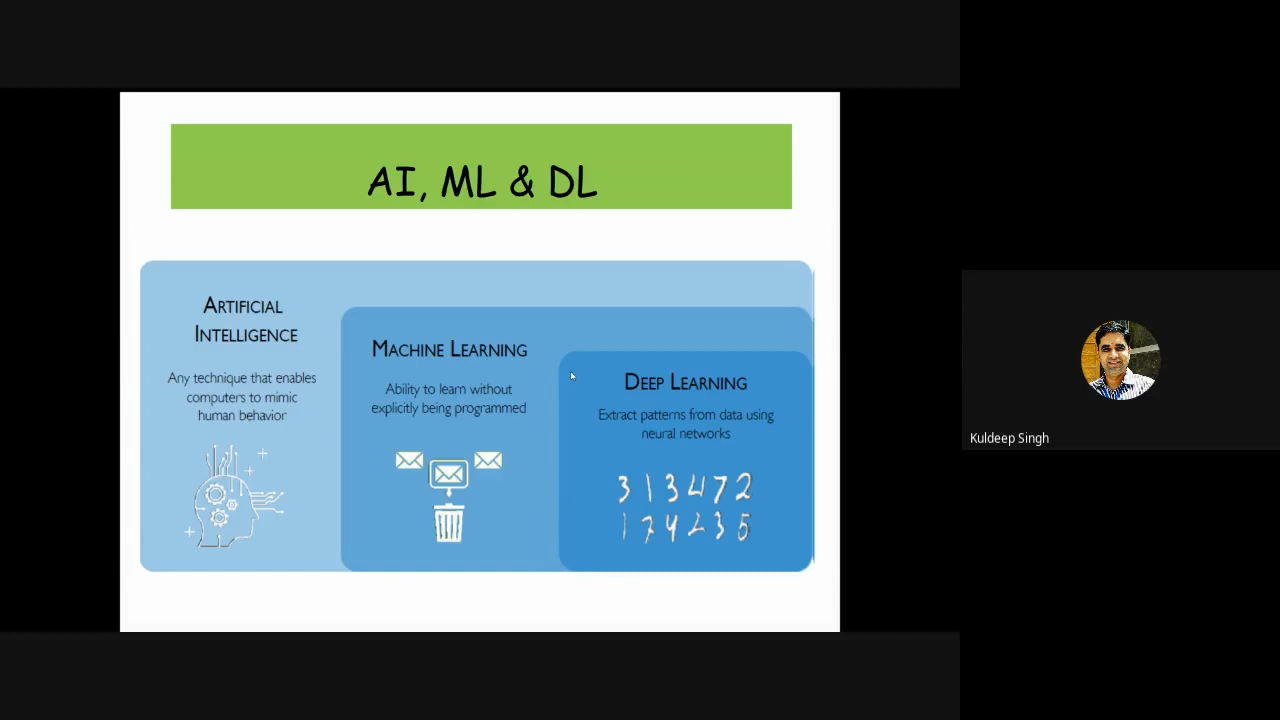 AI, ML & DL
ARTIFICIAL
INTELLIGENCE
Any technique that enables
computers to mimic
human behavior
MACHINE LEARNING
Ability to learn without
explicitly being programmed
DEEP LEARNING
Extract patterns from data using
neural networks
3 1 3 4 7 2
1 7 4 2 3 5
Kuldeep Singh